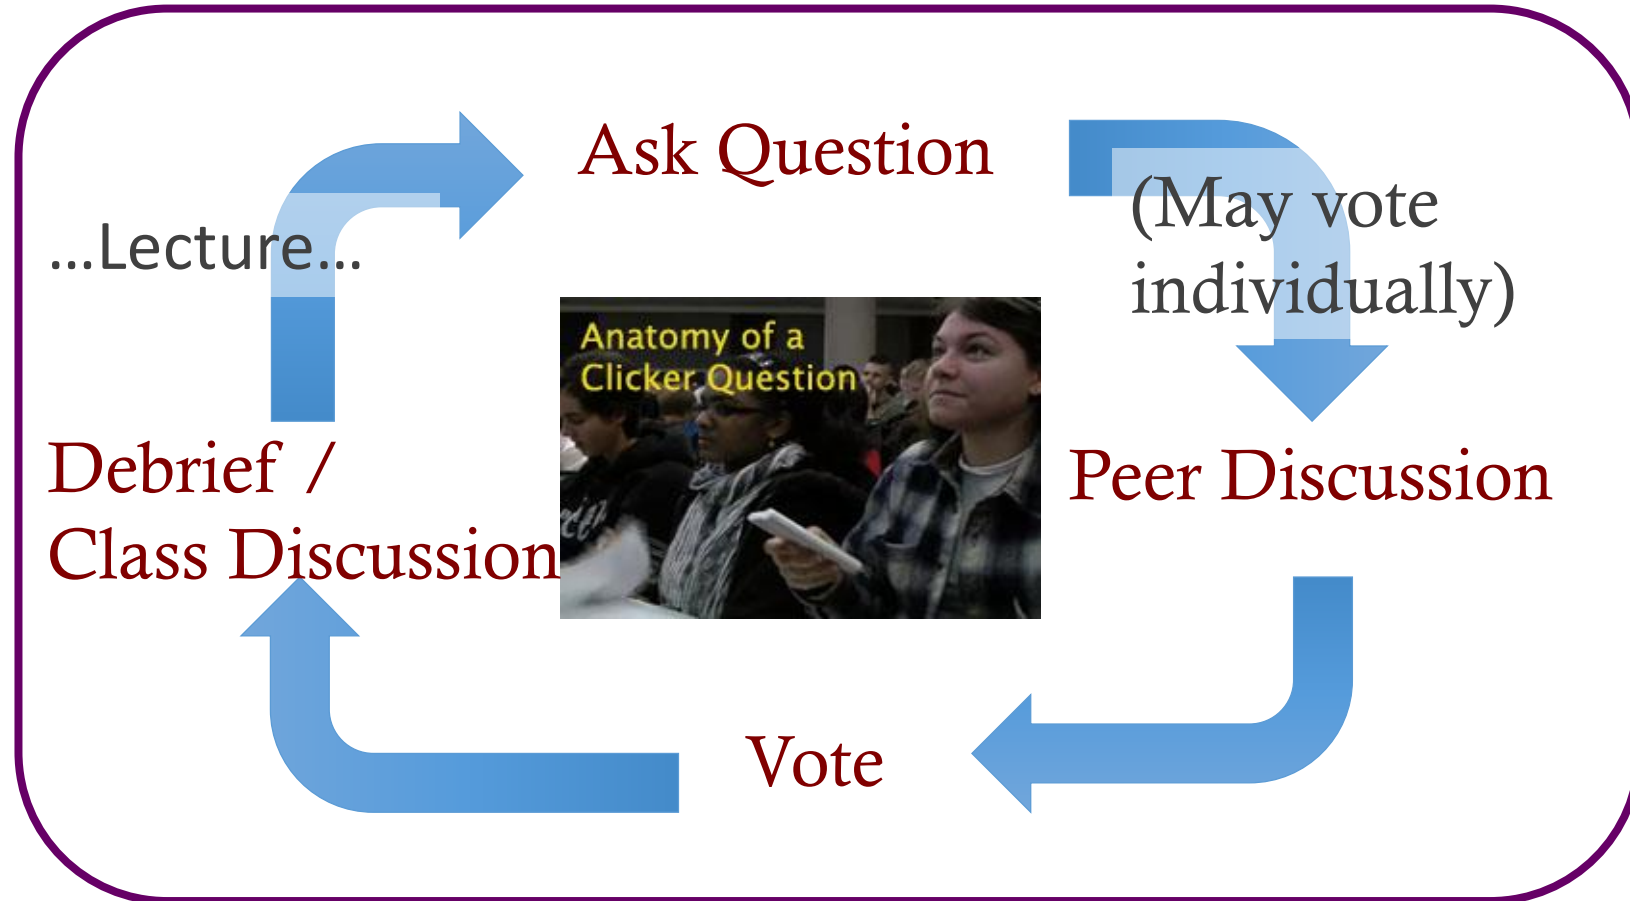 Ask Question
(May vote
individually)
...Lecture...
Anatomy of a
Clicker Question
Debrief /
Class Discussion
Peer Discussion
Vote